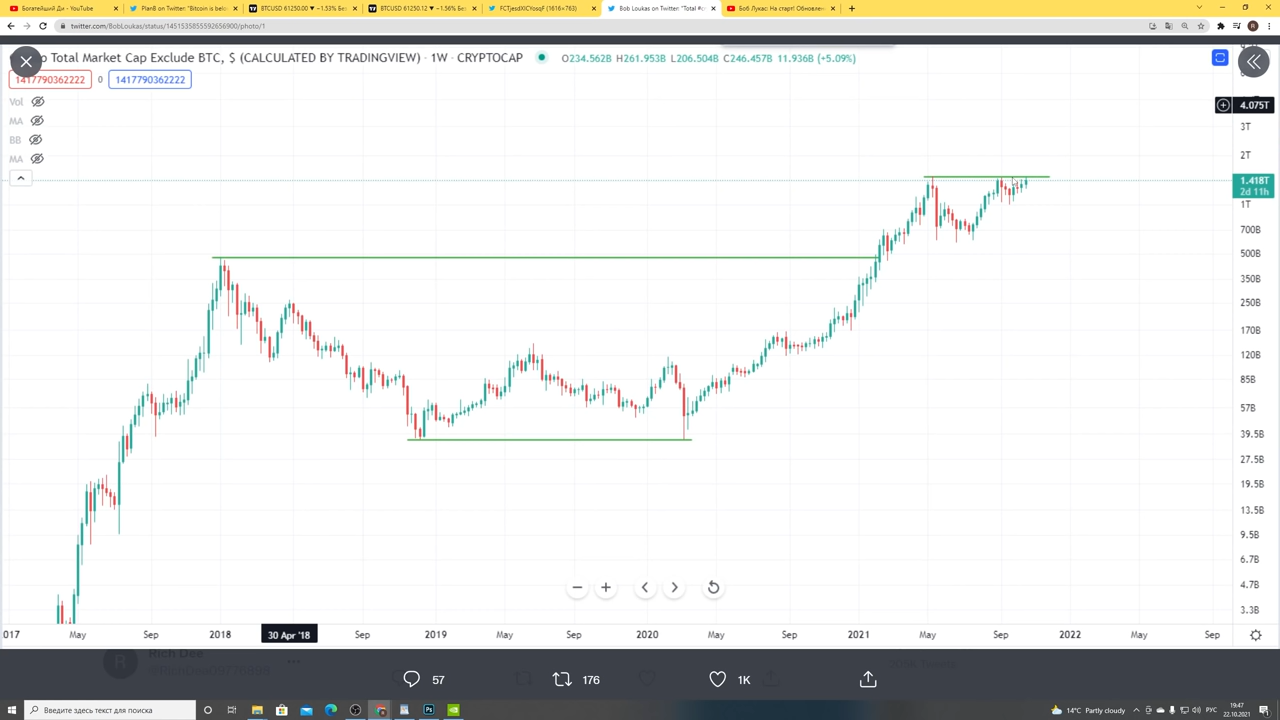 Богатейший Ди - YouTube
PlanB on Twitter: "Bitcoin is belo
BTCUSD 61250.00 ▼ −1.53% Бе
BTCUSD 61250.12 ▼ −1.56% Бе
FCTjesdXICYosqF (1616×763)
Bob Loukas on Twitter: "Total #c
Боб Лукас: На старт! Обновлен
twitter.com/BobLoukas/status/1451535855592656900/photo/1
Total Market Cap Exclude BTC, $ (CALCULATED BY TRADINGVIEW) · 1W · CRYPTOCAP
O234.562B H261.953B L206.504B C246.457B 11.936B (+5.09%)
1417790362222 0 1417790362222
Vol
MA
BB
MA
4.075T
3T
2T
1.418T
2d 11h
1T
700B
500B
350B
250B
170B
120B
85B
57B
39.5B
27.5B
19.5B
13.5B
9.5B
6.7B
4.7B
3.3B
2017 May Sep 2018 30 Apr '18 Sep 2019 May Sep 2020 May Sep 2021 May Sep 2022 May Sep
Rich Dee
57 176 1K
Введите здесь текст для поиска
14°C Partly cloudy
РУС
19:47
22.10.2021